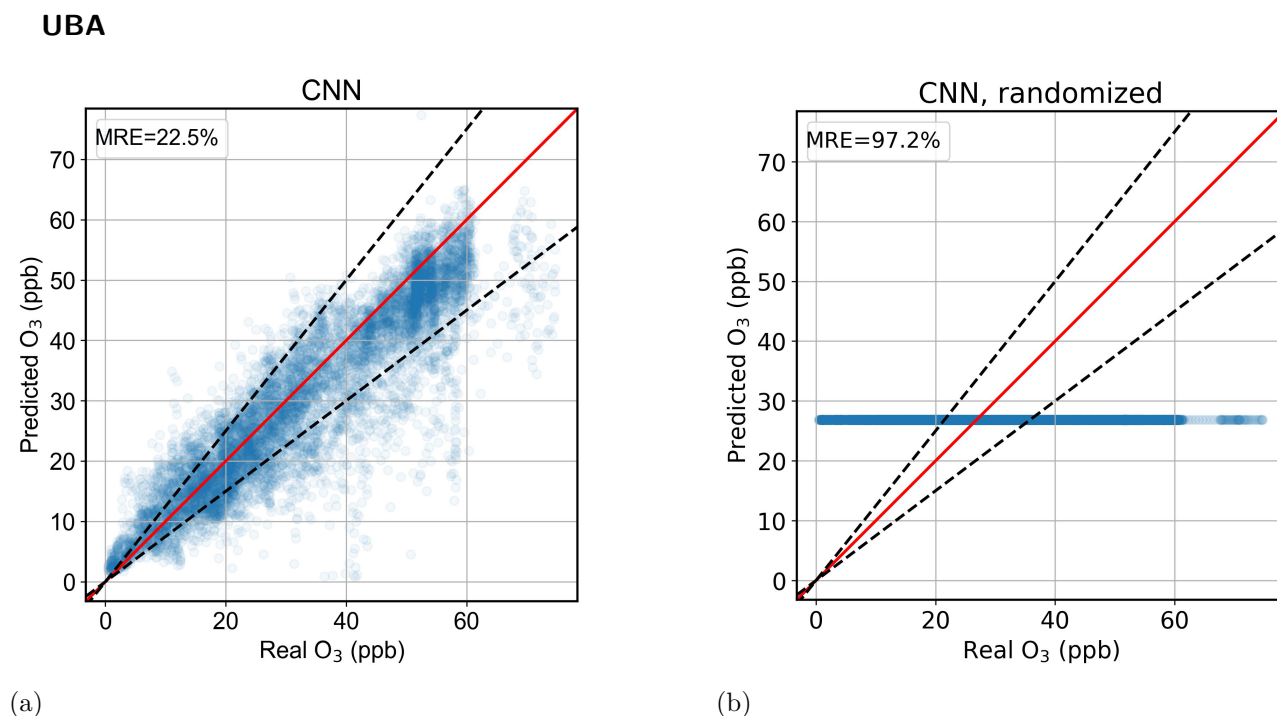 UBA
CNN
MRE=22.5%
70
60
50
40
30
20
10
0
Predicted O₃ (ppb)
0 20 40 60
Real O₃ (ppb)
(a)
CNN, randomized
MRE=97.2%
70
60
50
40
30
20
10
0
Predicted O₃ (ppb)
0 20 40 60
Real O₃ (ppb)
(b)